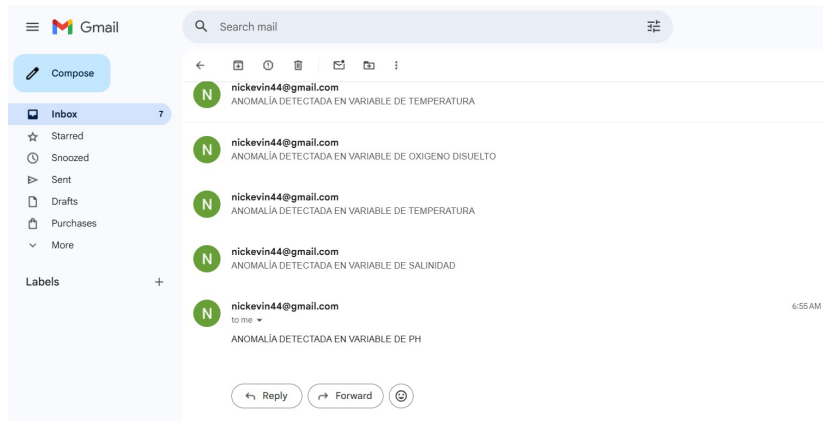 Gmail
Search mail
Compose
Inbox 7
Starred
Snoozed
Sent
Drafts
Purchases
More
Labels +
N
nickevin44@gmail.com
ANOMALÍA DETECTADA EN VARIABLE DE TEMPERATURA
N
nickevin44@gmail.com
ANOMALÍA DETECTADA EN VARIABLE DE OXIGENO DISUELTO
N
nickevin44@gmail.com
ANOMALÍA DETECTADA EN VARIABLE DE TEMPERATURA
N
nickevin44@gmail.com
ANOMALÍA DETECTADA EN VARIABLE DE SALINIDAD
N
nickevin44@gmail.com 6:55 AM
to me
ANOMALÍA DETECTADA EN VARIABLE DE PH
Reply Forward